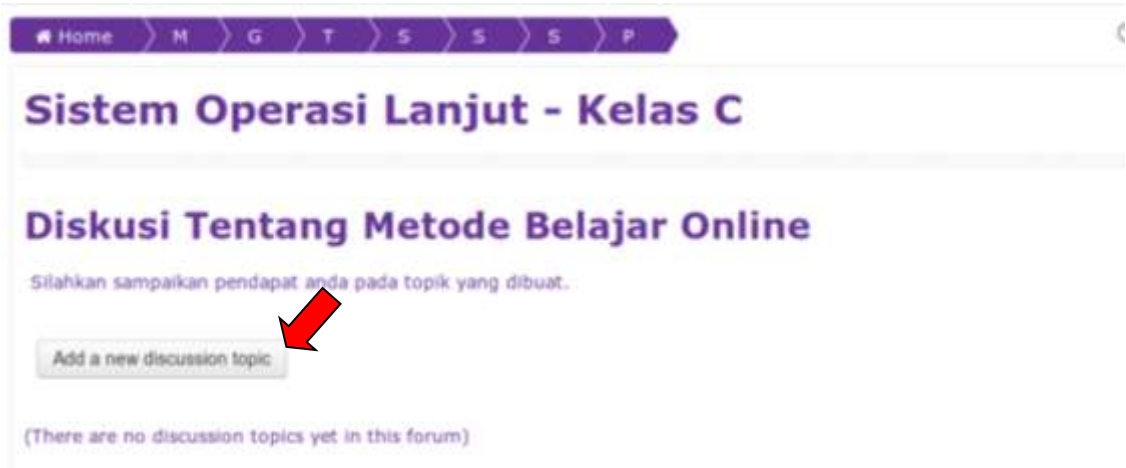 Home M G T S S S P
Sistem Operasi Lanjut - Kelas C
Diskusi Tentang Metode Belajar Online
Silahkan sampaikan pendapat anda pada topik yang dibuat.
Add a new discussion topic
(There are no discussion topics yet in this forum)